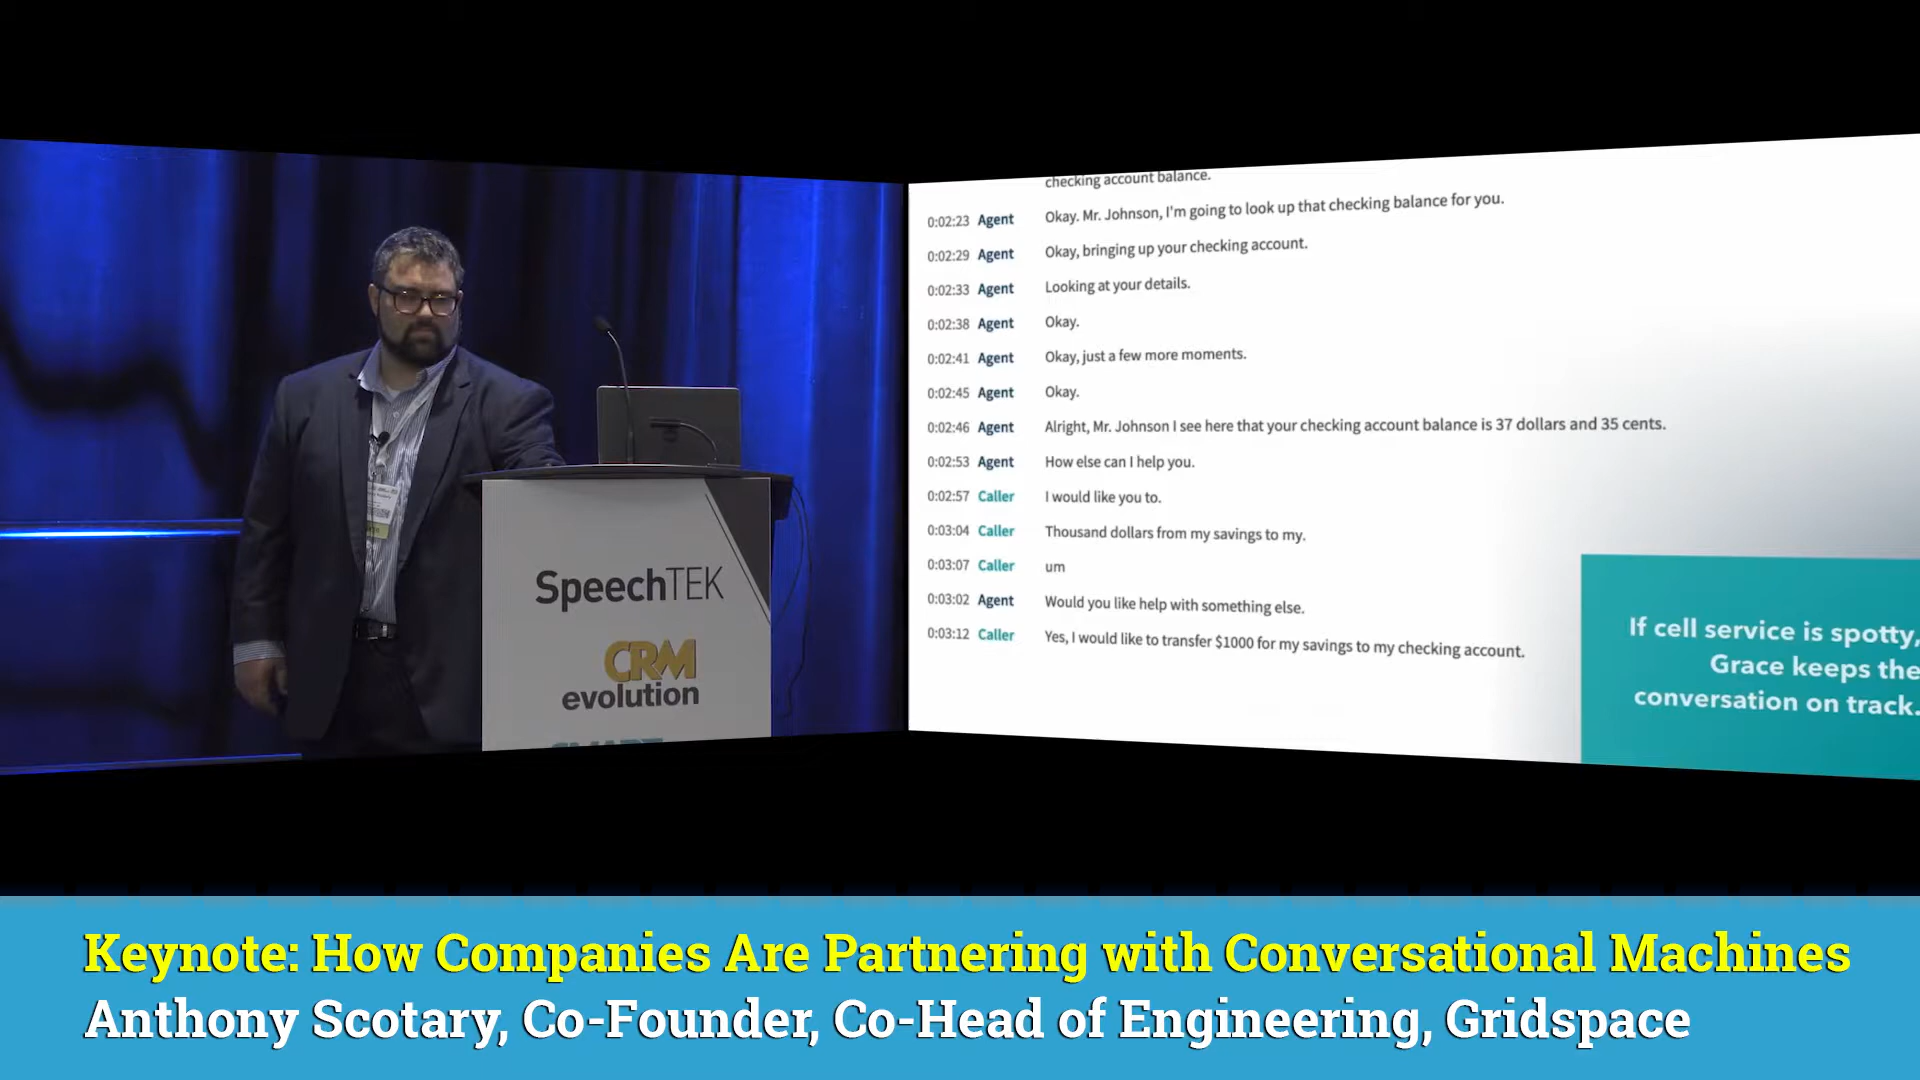 checking account balance.
0:02:23 Agent Okay. Mr. Johnson, I'm going to look up that checking balance for you.
0:02:29 Agent Okay, bringing up your checking account.
0:02:33 Agent Looking at your details.
0:02:38 Agent Okay.
0:02:41 Agent Okay, just a few more moments.
0:02:45 Agent Okay.
0:02:46 Agent Alright, Mr. Johnson I see here that your checking account balance is 37 dollars and 35 cents.
0:02:53 Agent How else can I help you.
0:02:57 Caller I would like you to.
0:03:04 Caller Thousand dollars from my savings to my.
0:03:07 Caller um
0:03:02 Agent Would you like help with something else.
0:03:12 Caller Yes, I would like to transfer $1000 for my savings to my checking account.
If cell service is spotty,
Grace keeps the
conversation on track.
SpeechTEK
CRM
evolution
Keynote: How Companies Are Partnering with Conversational Machines
Anthony Scotary, Co-Founder, Co-Head of Engineering, Gridspace